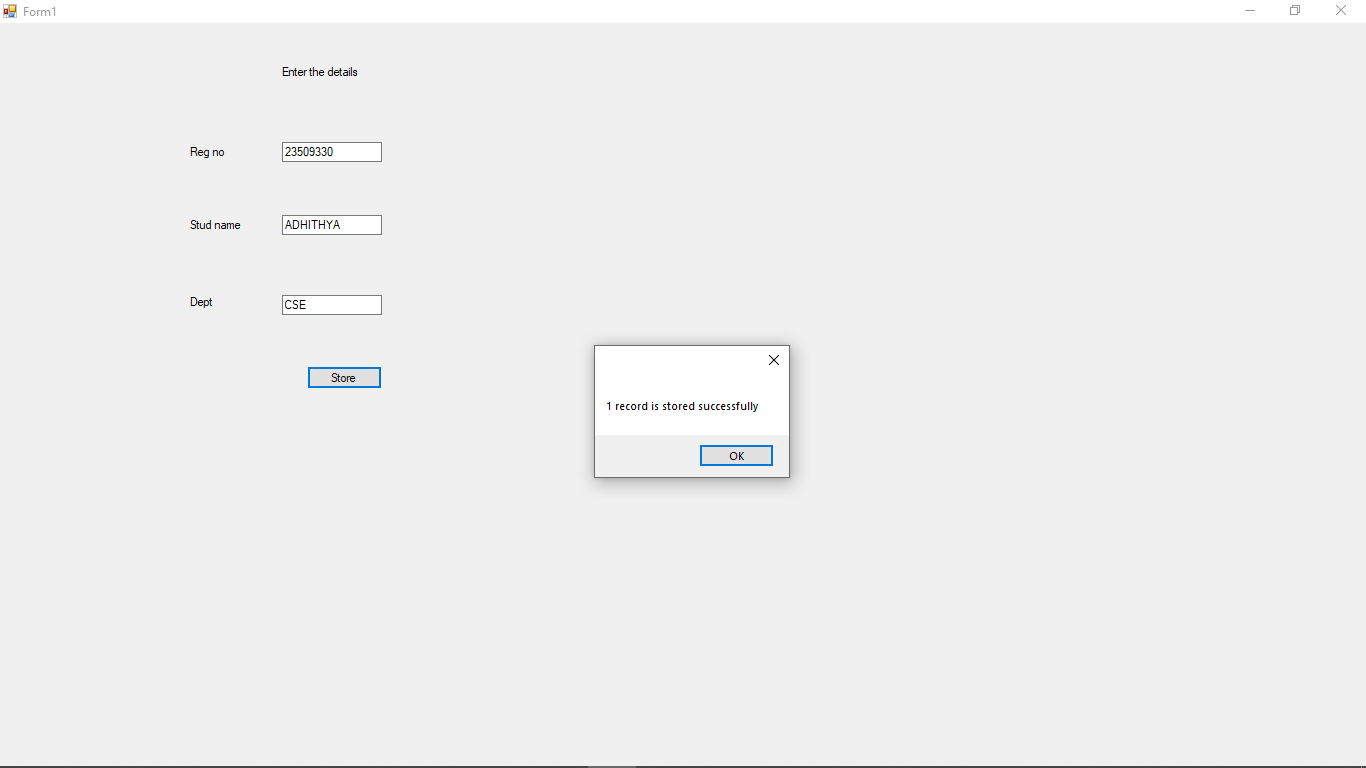 Form1
Enter the details
Reg no 23509330
Stud name ADHITHYA
Dept CSE
Store
1 record is stored successfully
OK